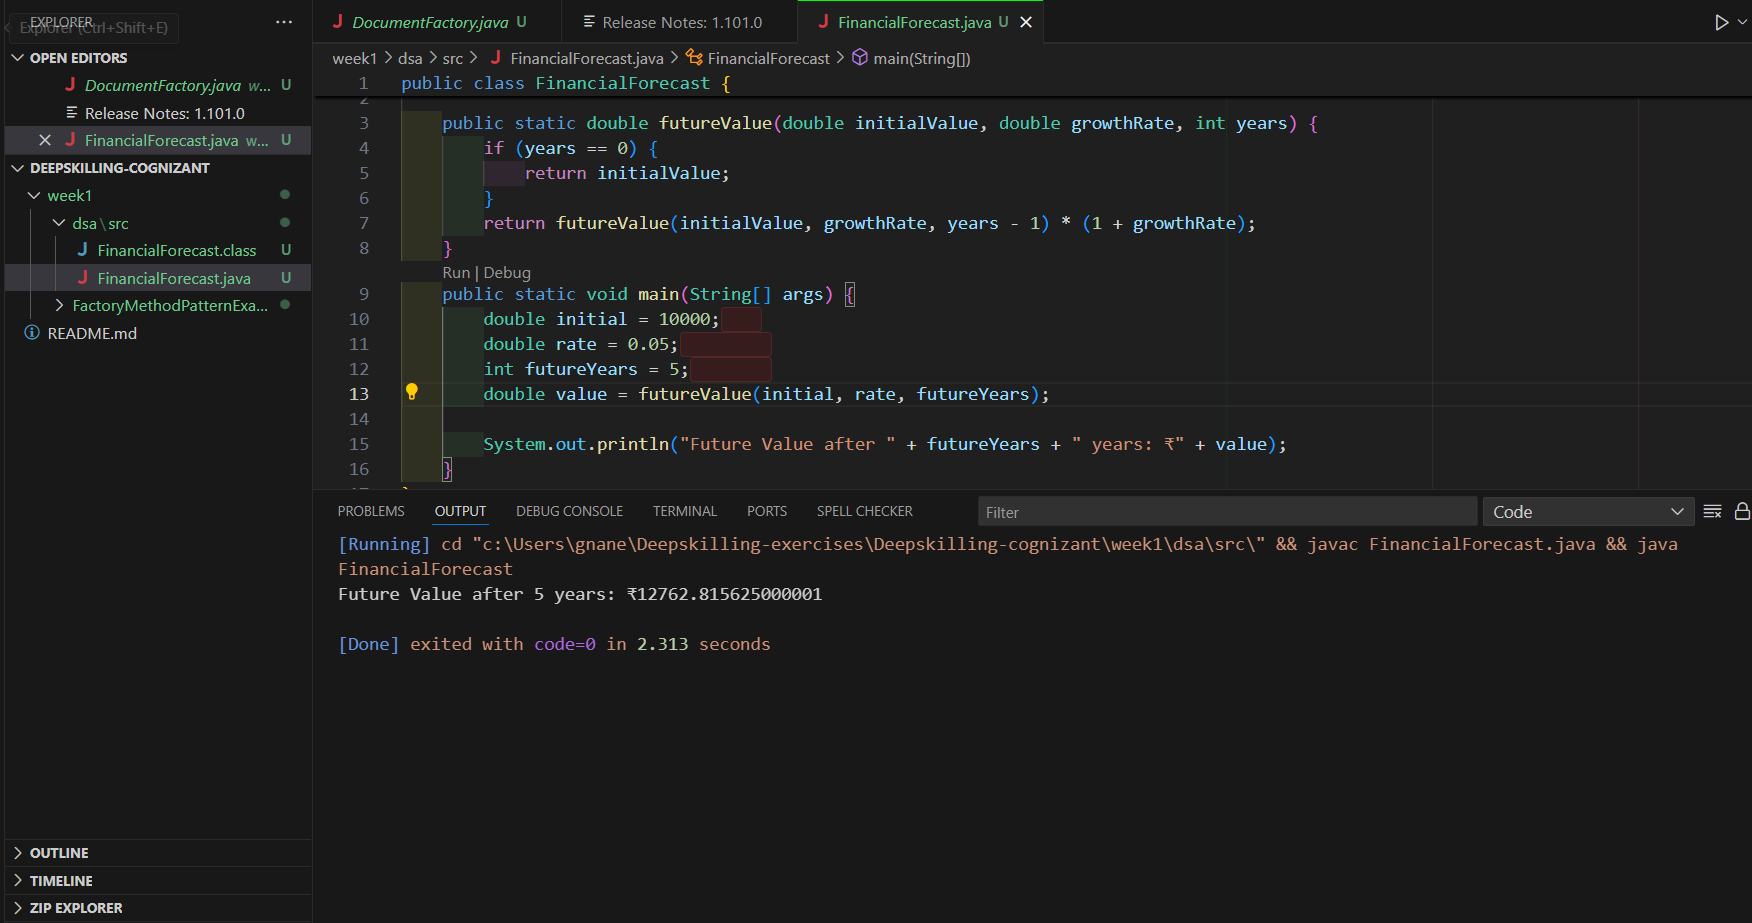 EXPLORER
Explorer (Ctrl+Shift+E)
OPEN EDITORS
DocumentFactory.java w... U
Release Notes: 1.101.0
FinancialForecast.java w... U
DEEPSKILLING-COGNIZANT
week1
dsa\src
FinancialForecast.class U
FinancialForecast.java U
FactoryMethodPatternExa...
README.md
OUTLINE
TIMELINE
ZIP EXPLORER
DocumentFactory.java U
Release Notes: 1.101.0
FinancialForecast.java U
week1 > dsa > src > FinancialForecast.java > FinancialForecast > main(String[])
1 public class FinancialForecast {
2
3 public static double futureValue(double initialValue, double growthRate, int years) {
4 if (years == 0) {
5 return initialValue;
6 }
7 return futureValue(initialValue, growthRate, years - 1) * (1 + growthRate);
8 }
Run | Debug
9 public static void main(String[] args) {
10 double initial = 10000;
11 double rate = 0.05;
12 int futureYears = 5;
13 double value = futureValue(initial, rate, futureYears);
14
15 System.out.println("Future Value after " + futureYears + " years: ₹" + value);
16 }
PROBLEMS OUTPUT DEBUG CONSOLE TERMINAL PORTS SPELL CHECKER
Filter
Code
[Running] cd "c:\Users\gnane\Deepskilling-exercises\Deepskilling-cognizant\week1\dsa\src\" && javac FinancialForecast.java && java
FinancialForecast
Future Value after 5 years: ₹12762.815625000001
[Done] exited with code=0 in 2.313 seconds